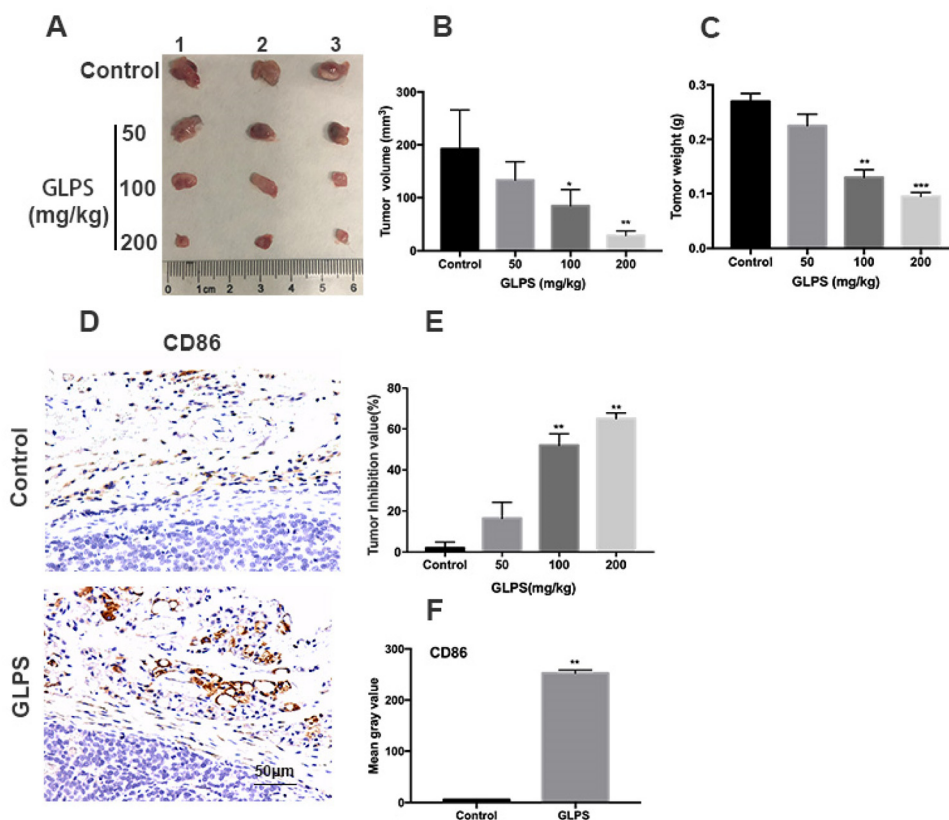 A
1 2 3
Control
50
GLPS
100
(mg/kg)
200
0 1cm 2 3 4 5 6
B
Tumor volume (mm³)
300
200
100
0
*
**
Control 50 100 200
GLPS (mg/kg)
C
Tomor weight (g)
0.3
0.2
0.1
0.0
**
***
Control 50 100 200
GLPS (mg/kg)
D
CD86
Control
GLPS
50μm
E
Tumor Inhibition value(%)
80
60
40
20
0
**
**
Control 50 100 200
GLPS(mg/kg)
F
CD86
Mean gray value
300
200
100
0
**
Control GLPS